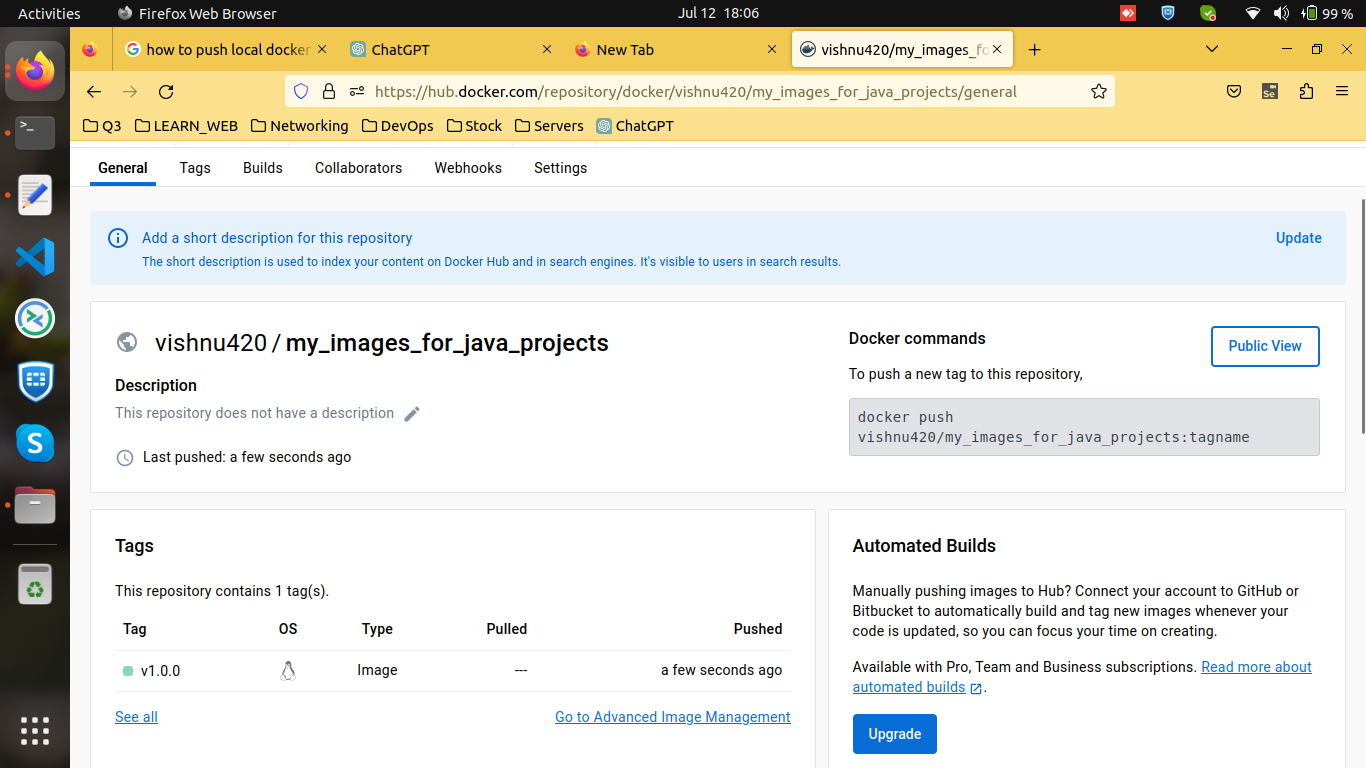 Activities
Firefox Web Browser
Jul 12 18:06
99 %
how to push local docker
ChatGPT
New Tab
vishnu420/my_images_fo
https://hub.docker.com/repository/docker/vishnu420/my_images_for_java_projects/general
Se
Q3
LEARN_WEB
Networking
DevOps
Stock
Servers
ChatGPT
General
Tags
Builds
Collaborators
Webhooks
Settings
Add a short description for this repository
Update
The short description is used to index your content on Docker Hub and in search engines. It's visible to users in search results.
vishnu420 / my_images_for_java_projects
Description
This repository does not have a description
Last pushed: a few seconds ago
Docker commands
Public View
To push a new tag to this repository,
docker push
vishnu420/my_images_for_java_projects:tagname
Tags
This repository contains 1 tag(s).
Tag OS Type Pulled Pushed
v1.0.0 Image --- a few seconds ago
See all
Go to Advanced Image Management
Automated Builds
Manually pushing images to Hub? Connect your account to GitHub or
Bitbucket to automatically build and tag new images whenever your
code is updated, so you can focus your time on creating.
Available with Pro, Team and Business subscriptions. Read more about
automated builds .
Upgrade